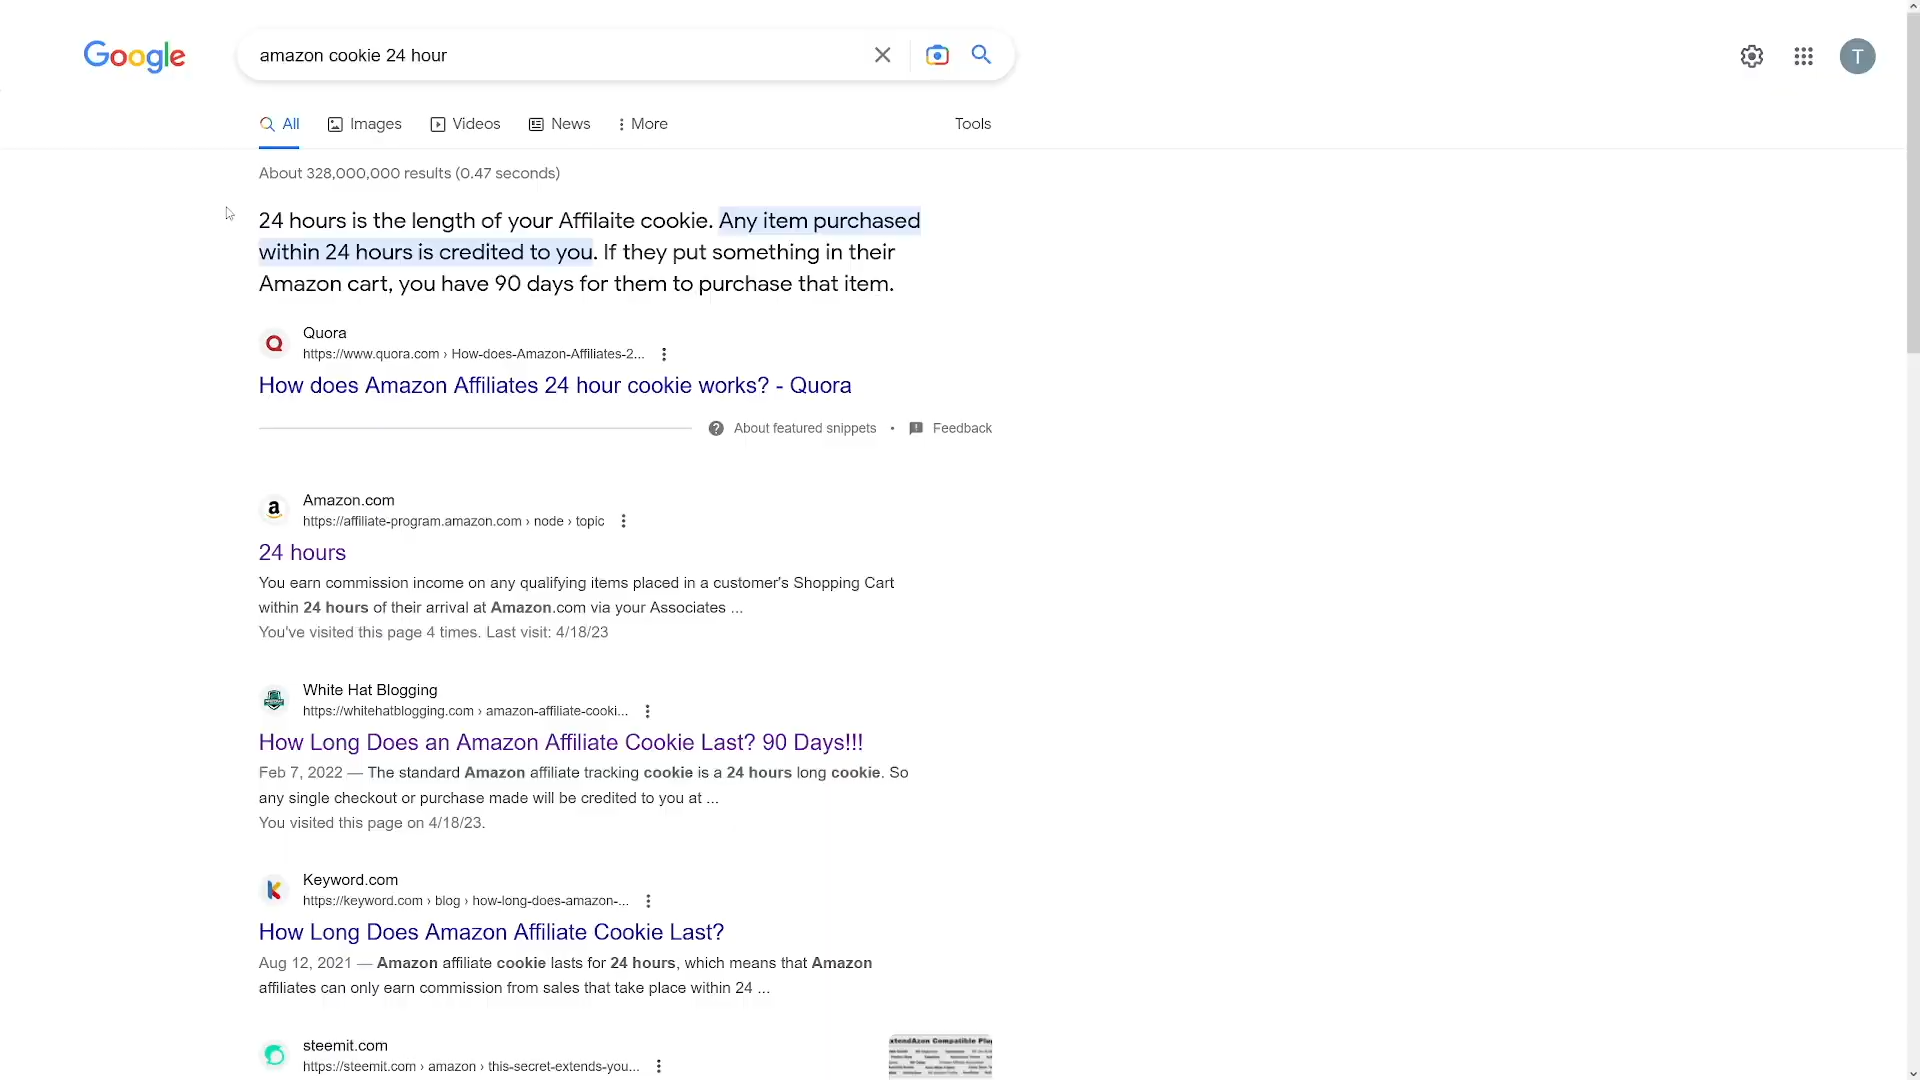 Google
amazon cookie 24 hour
T
All
Images
Videos
News
More
Tools
About 328,000,000 results (0.47 seconds)
24 hours is the length of your Affilaite cookie. Any item purchased
within 24 hours is credited to you. If they put something in their
Amazon cart, you have 90 days for them to purchase that item.
Quora
https://www.quora.com › How-does-Amazon-Affiliates-2...
How does Amazon Affiliates 24 hour cookie works? - Quora
About featured snippets • Feedback
Amazon.com
https://affiliate-program.amazon.com › node › topic
24 hours
You earn commission income on any qualifying items placed in a customer's Shopping Cart
within 24 hours of their arrival at Amazon.com via your Associates ...
You've visited this page 4 times. Last visit: 4/18/23
White Hat Blogging
https://whitehatblogging.com › amazon-affiliate-cooki...
How Long Does an Amazon Affiliate Cookie Last? 90 Days!!!
Feb 7, 2022 — The standard Amazon affiliate tracking cookie is a 24 hours long cookie. So
any single checkout or purchase made will be credited to you at ...
You visited this page on 4/18/23.
Keyword.com
https://keyword.com › blog › how-long-does-amazon-...
How Long Does Amazon Affiliate Cookie Last?
Aug 12, 2021 — Amazon affiliate cookie lasts for 24 hours, which means that Amazon
affiliates can only earn commission from sales that take place within 24 ...
steemit.com
https://steemit.com › amazon › this-secret-extends-you...
xtendAzon Compatible Plu